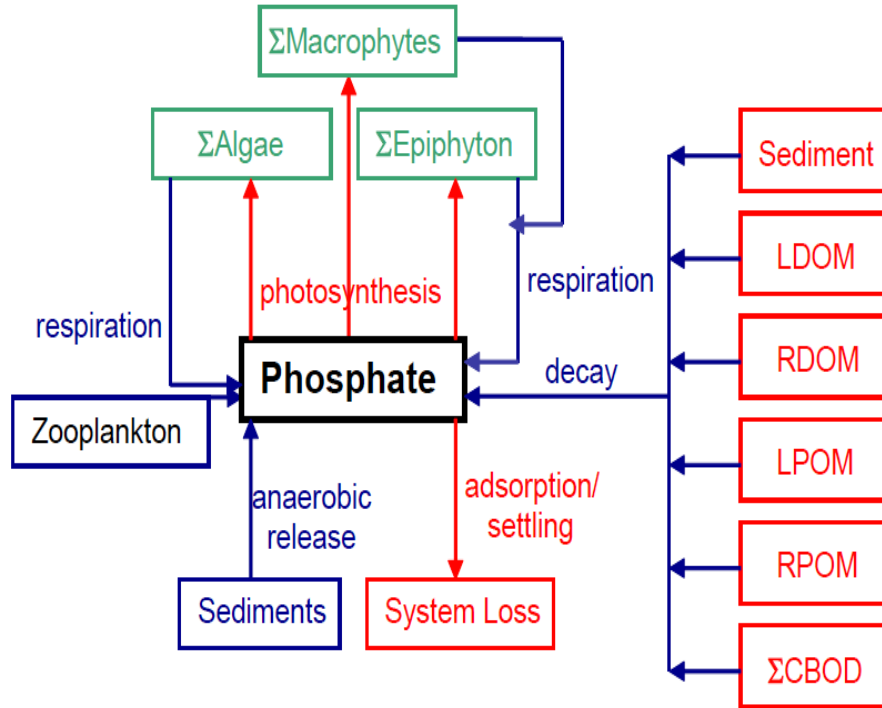 ΣMacrophytes
ΣAlgae
ΣEpiphyton
Sediment
LDOM
respiration
photosynthesis
respiration
RDOM
Phosphate
decay
Zooplankton
LPOM
anaerobic
release
adsorption/
settling
RPOM
Sediments
System Loss
ΣCBOD